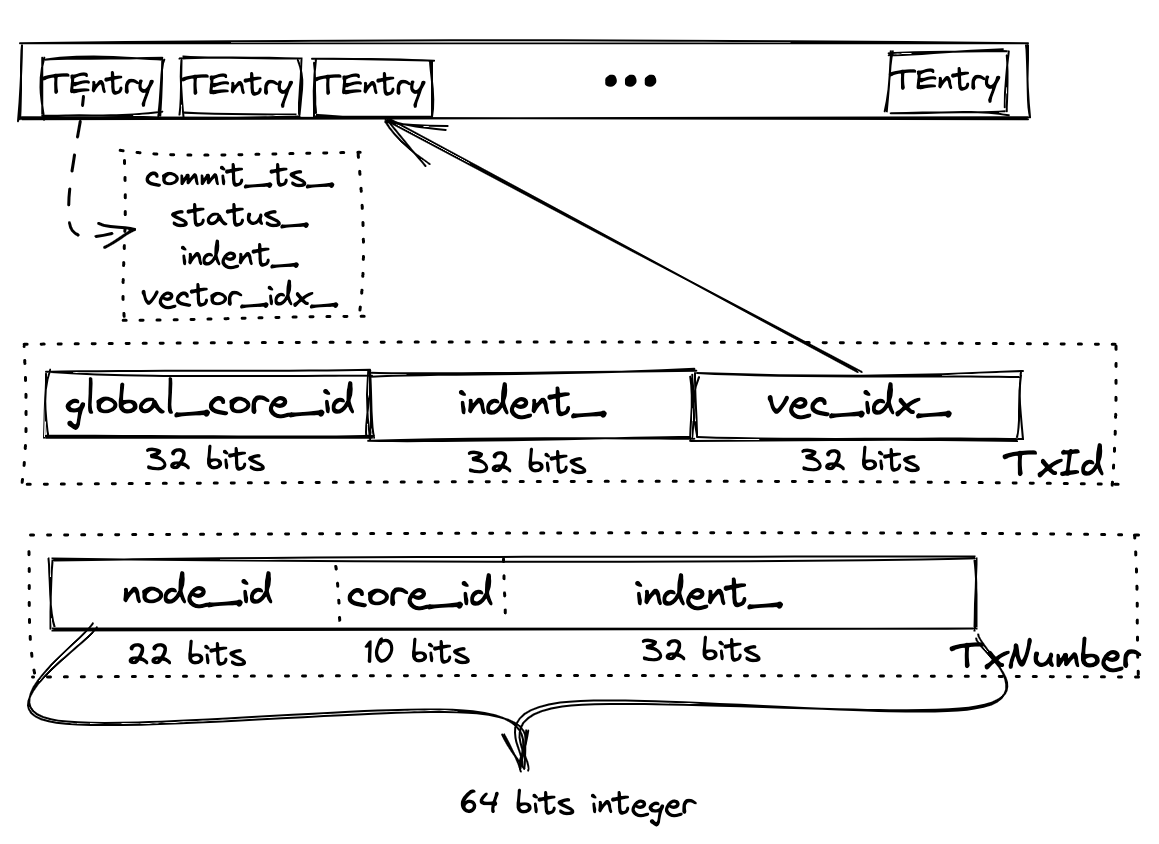 TEntry TEntry TEntry ••• TEntry
commit_ts_
status_
indent_
vector_idx_
global_core_id indent_ vec_idx_
32 bits 32 bits 32 bits TxId
node_id core_id indent_
22 bits 10 bits 32 bits TxNumber
64 bits integer